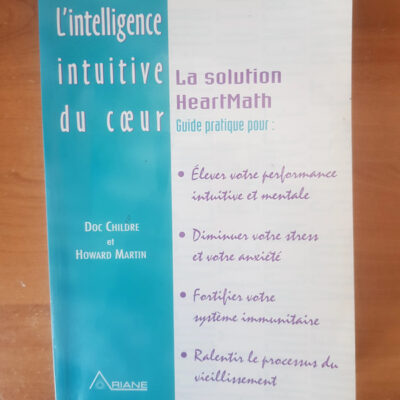 L'intelligence
intuitive
du cœur
La solution
HeartMath
Guide pratique pour :
• Élever votre performance
intuitive et mentale
• Diminuer votre stress
et votre anxiété
• Fortifier votre
système immunitaire
• Ralentir le processus du
vieillissement
DOC CHILDRE
et
HOWARD MARTIN
ARIANE